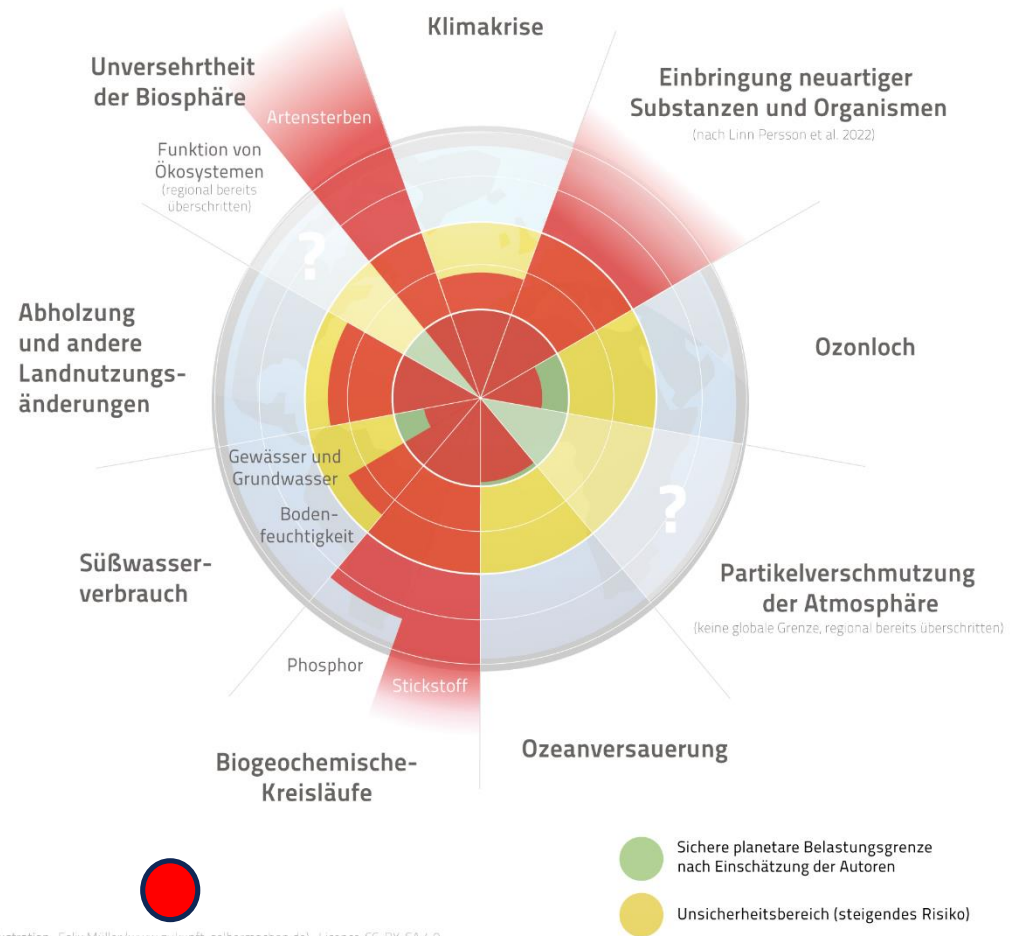 Klimakrise
Unversehrtheit
der Biosphäre
Artensterben
Funktion von
Ökosystemen
(regional bereits
überschritten)
?
Einbringung neuartiger
Substanzen und Organismen
(nach Linn Persson et al. 2022)
Abholzung
und andere
Landnutzungs-
änderungen
Ozonloch
Gewässer und
Grundwasser
Boden-
feuchtigkeit
?
Süßwasser-
verbrauch
Partikelverschmutzung
der Atmosphäre
(keine globale Grenze, regional bereits überschritten)
Phosphor
Stickstoff
Biogeochemische-
Kreisläufe
Ozeanversauerung
Sichere planetare Belastungsgrenze
nach Einschätzung der Autoren
Unsicherheitsbereich (steigendes Risiko)